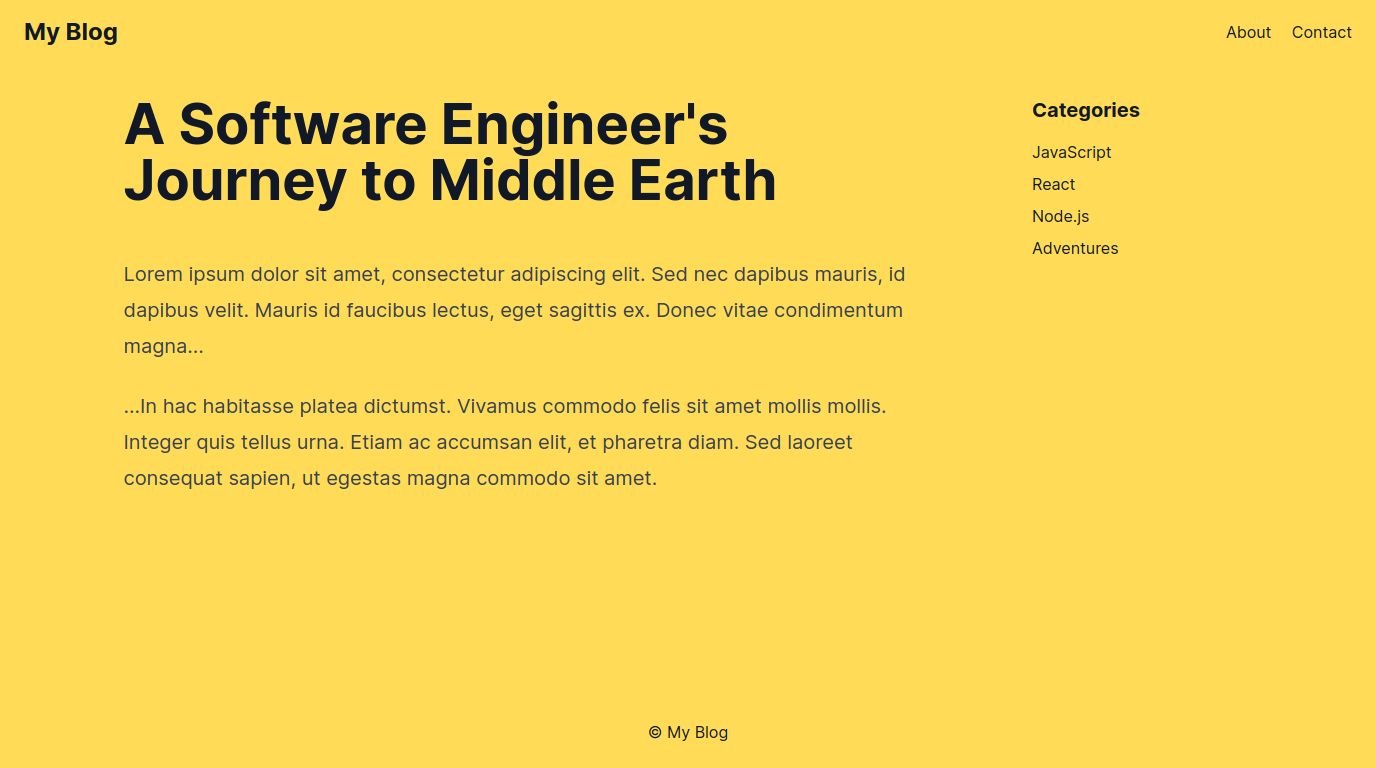 My Blog
About Contact
A Software Engineer's
Journey to Middle Earth
Lorem ipsum dolor sit amet, consectetur adipiscing elit. Sed nec dapibus mauris, id
dapibus velit. Mauris id faucibus lectus, eget sagittis ex. Donec vitae condimentum
magna...
...In hac habitasse platea dictumst. Vivamus commodo felis sit amet mollis mollis.
Integer quis tellus urna. Etiam ac accumsan elit, et pharetra diam. Sed laoreet
consequat sapien, ut egestas magna commodo sit amet.
Categories
JavaScript
React
Node.js
Adventures
© My Blog